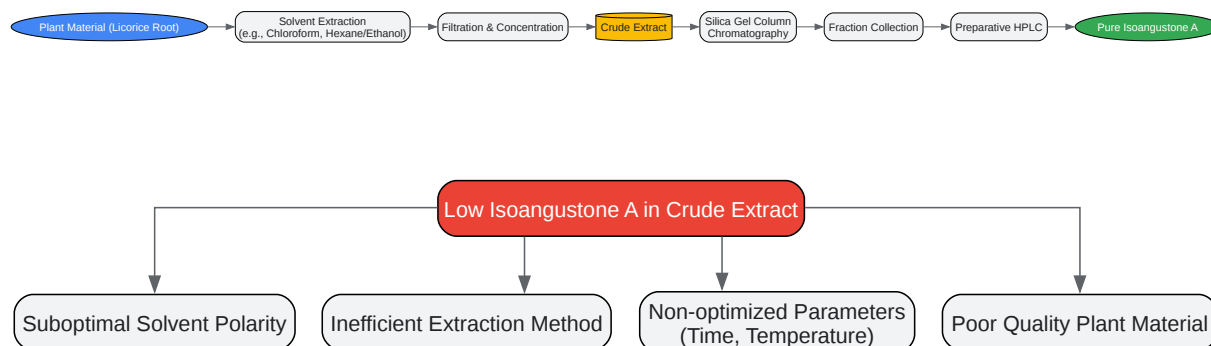 Plant Material (Licorice Root)
Solvent Extraction
(e.g., Chloroform, Hexane/Ethanol)
Filtration & Concentration
Crude Extract
Silica Gel Column
Chromatography
Fraction Collection
Preparative HPLC
Pure Isoangustone A
Low Isoangustone A in Crude Extract
Suboptimal Solvent Polarity
Inefficient Extraction Method
Non-optimized Parameters
(Time, Temperature)
Poor Quality Plant Material